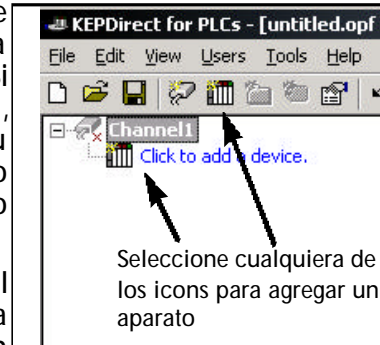 KEPDirect for PLCs - [untitled.opf
File Edit View Users Tools Help
Channel1
Click to add a device.
Seleccione cualquiera de
los icons para agregar un
aparato